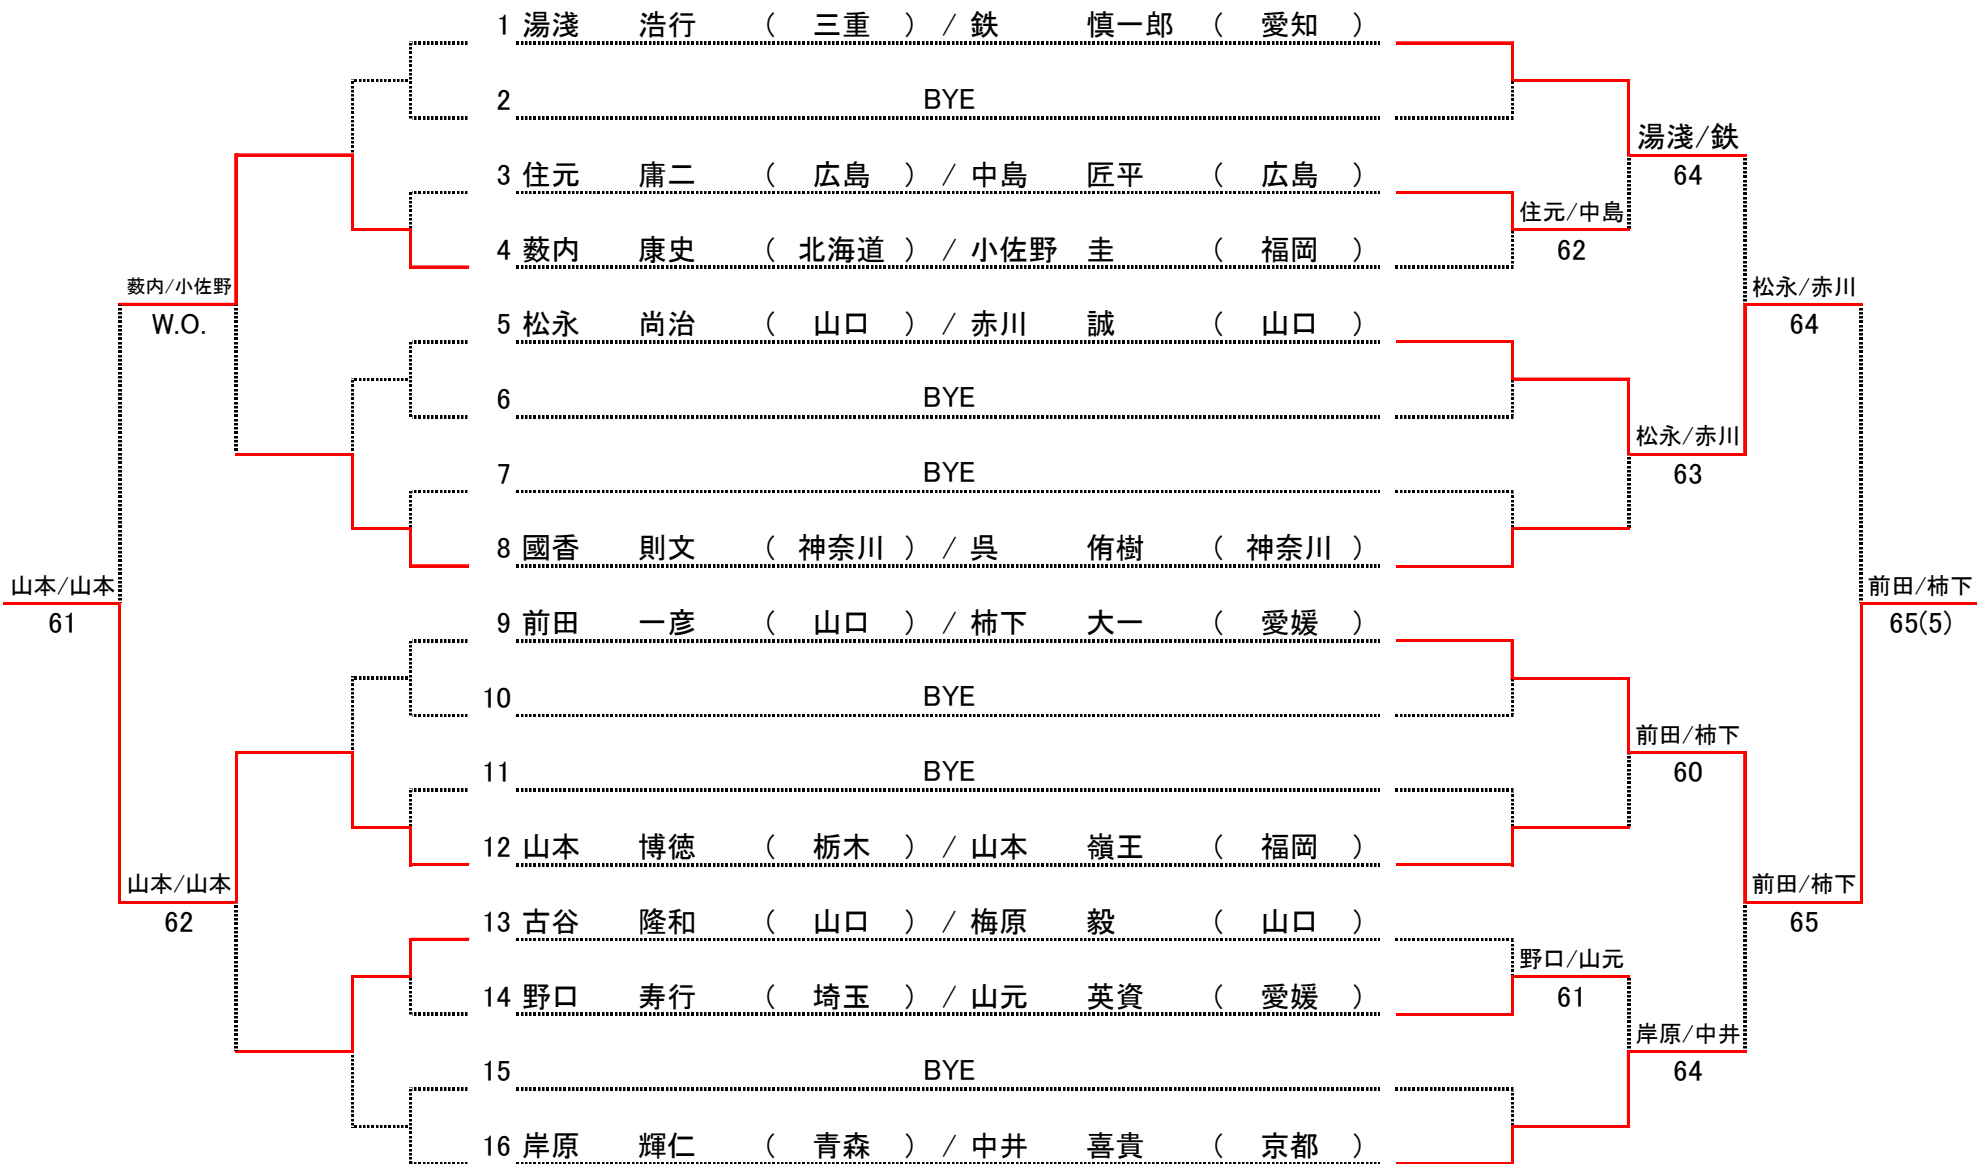 1 湯淺 浩行 ( 三重 ) / 鉄 慎一郎 ( 愛知 )
2 BYE
湯淺/鉄
3 住元 庸二 ( 広島 ) / 中島 匠平 ( 広島 )
64
住元/中島
4 薮内 康史 ( 北海道 ) / 小佐野 圭 ( 福岡 )
62
薮内/小佐野
松永/赤川
W.O.
5 松永 尚治 ( 山口 ) / 赤川 誠 ( 山口 )
64
6 BYE
松永/赤川
7 BYE
63
8 國香 則文 ( 神奈川 ) / 呉 侑樹 ( 神奈川 )
山本/山本
前田/柿下
61
9 前田 一彦 ( 山口 ) / 柿下 大一 ( 愛媛 )
65(5)
10 BYE
前田/柿下
11 BYE
60
12 山本 博徳 ( 栃木 ) / 山本 嶺王 ( 福岡 )
山本/山本
前田/柿下
62
13 古谷 隆和 ( 山口 ) / 梅原 毅 ( 山口 )
65
野口/山元
14 野口 寿行 ( 埼玉 ) / 山元 英資 ( 愛媛 )
61
岸原/中井
15 BYE
64
16 岸原 輝仁 ( 青森 ) / 中井 喜貴 ( 京都 )